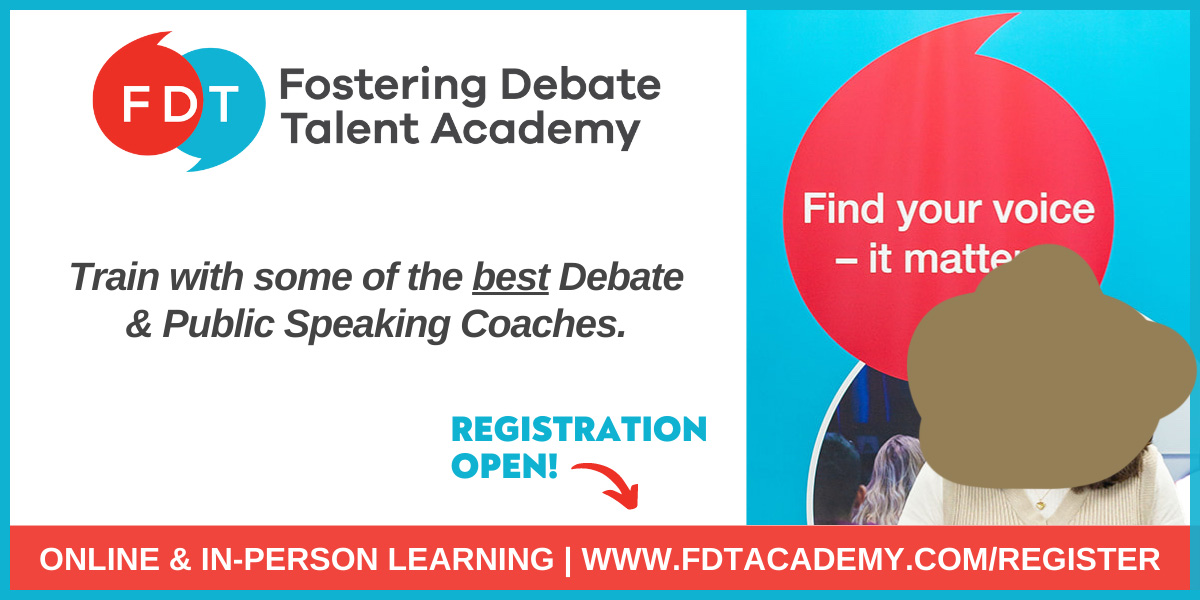 FDT
Fostering Debate
Talent Academy
Train with some of the best Debate
& Public Speaking Coaches.
REGISTRATION
OPEN!
Find your voice
– it
ONLINE & IN-PERSON LEARNING | WWW.FDTACADEMY.COM/REGISTER